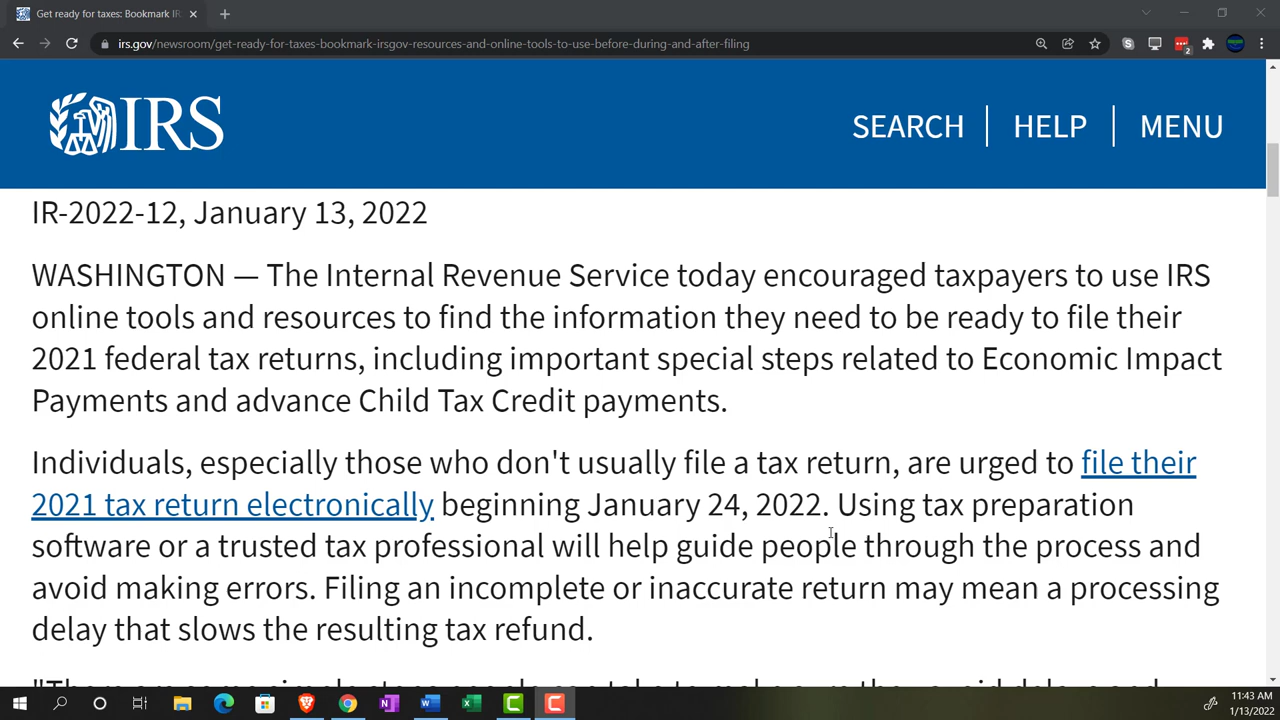 Get ready for taxes: Bookmark IR
irs.gov/newsroom/get-ready-for-taxes-bookmark-irsgov-resources-and-online-tools-to-use-before-during-and-after-filing
2
IRS
SEARCH
HELP
MENU
IR-2022-12, January 13, 2022
WASHINGTON — The Internal Revenue Service today encouraged taxpayers to use IRS
online tools and resources to find the information they need to be ready to file their
2021 federal tax returns, including important special steps related to Economic Impact
Payments and advance Child Tax Credit payments.
Individuals, especially those who don't usually file a tax return, are urged to file their
2021 tax return electronically beginning January 24, 2022. Using tax preparation
software or a trusted tax professional will help guide people through the process and
avoid making errors. Filing an incomplete or inaccurate return may mean a processing
delay that slows the resulting tax refund.
11:43 AM
1/13/2022